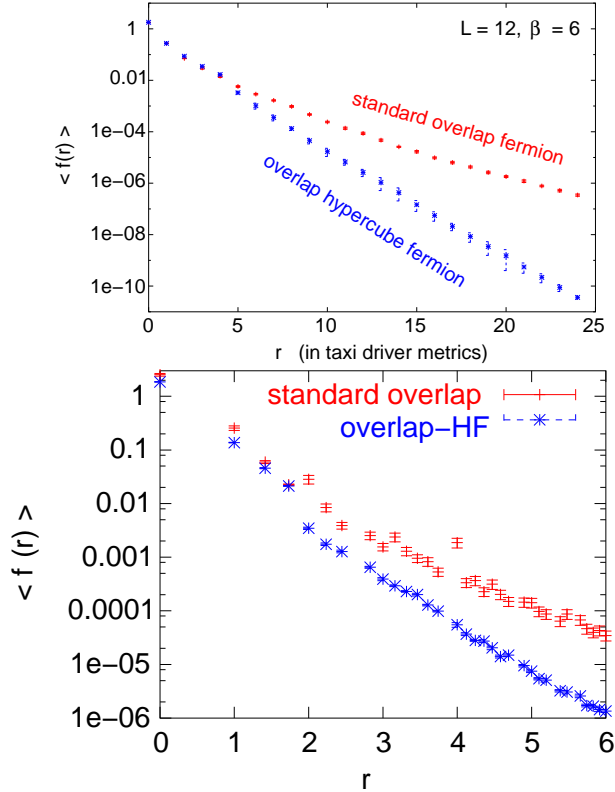 L = 12, β = 6
1
0.01
1e−04
1e−06
1e−08
1e−10
< f(r) >
standard overlap fermion
overlap hypercube fermion
0 5 10 15 20 25
r (in taxi driver metrics)
standard overlap
overlap−HF
1
0.1
0.01
0.001
0.0001
1e−05
1e−06
< f (r) >
0 1 2 3 4 5 6
r